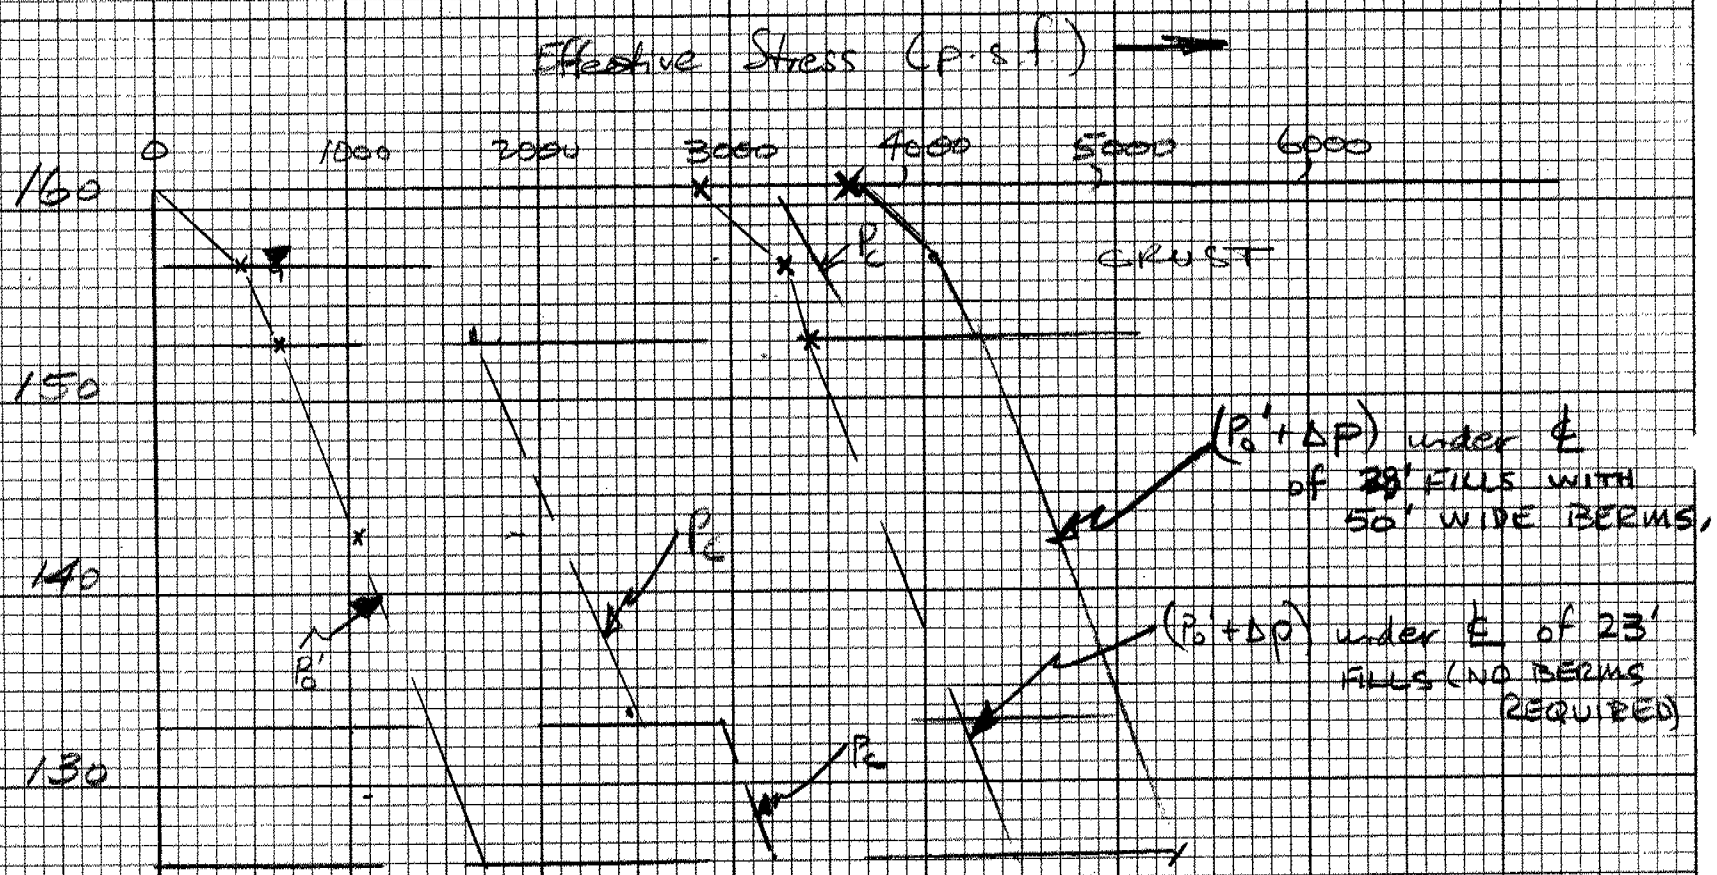 Effective Stress (p.s.f)
0 1000 2000 3000 4000 5000 6000
160
Pc
CRUST
150
(Po'+ΔP) under ℄
of FILLS WITH
50' WIDE BERMS,
Pc
140
(Po'+Δp) under ℄ of 23'
FILLS (NO BERMS
REQUIRED)
Po'
130
Pc